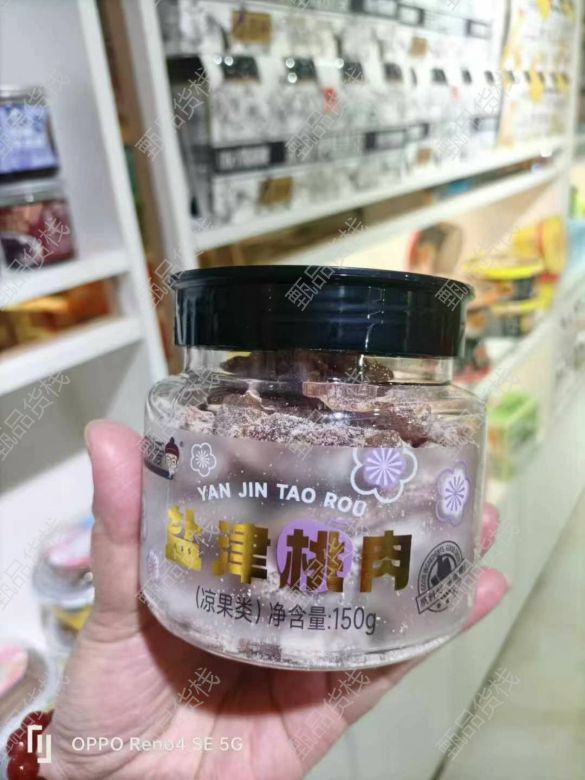 YAN JIN TAO ROU
盐津桃肉
(凉果类) 净含量:150g
OPPO Reno4 SE 5G
甄品货栈